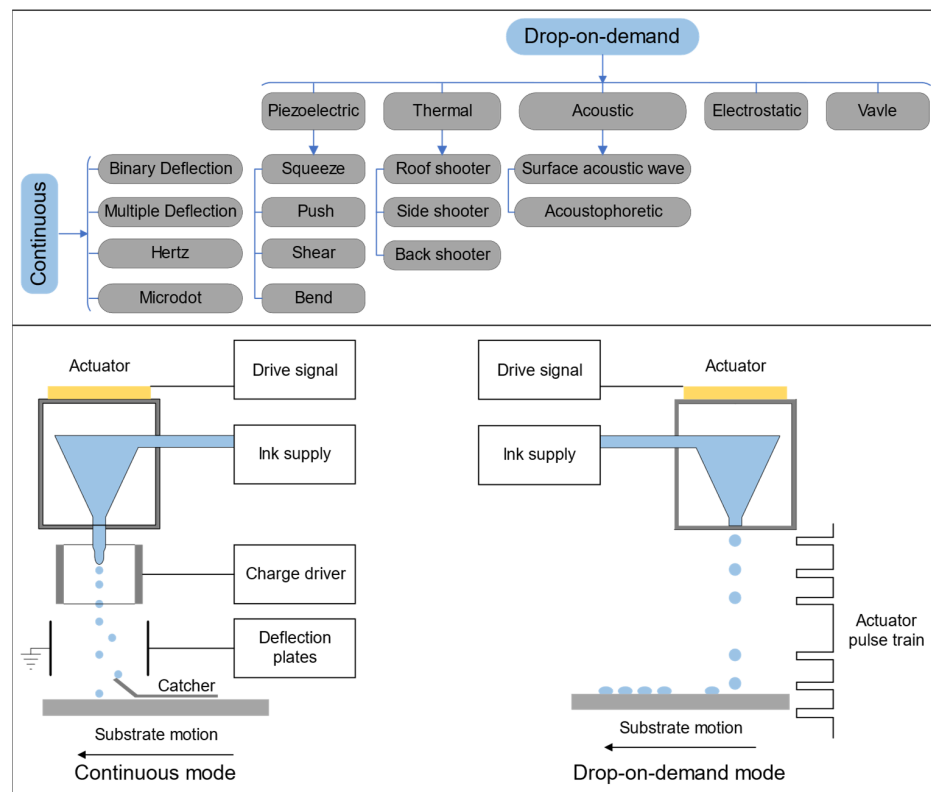 Drop-on-demand
Piezoelectric
Thermal
Acoustic
Electrostatic
Vavle
Continuous
Binary Deflection
Multiple Deflection
Hertz
Microdot
Squeeze
Push
Shear
Bend
Roof shooter
Side shooter
Back shooter
Surface acoustic wave
Acoustophoretic
Actuator
Drive signal
Ink supply
Charge driver
Deflection
plates
Catcher
Substrate motion
Continuous mode
Drive signal
Actuator
Ink supply
Actuator
pulse train
Substrate motion
Drop-on-demand mode